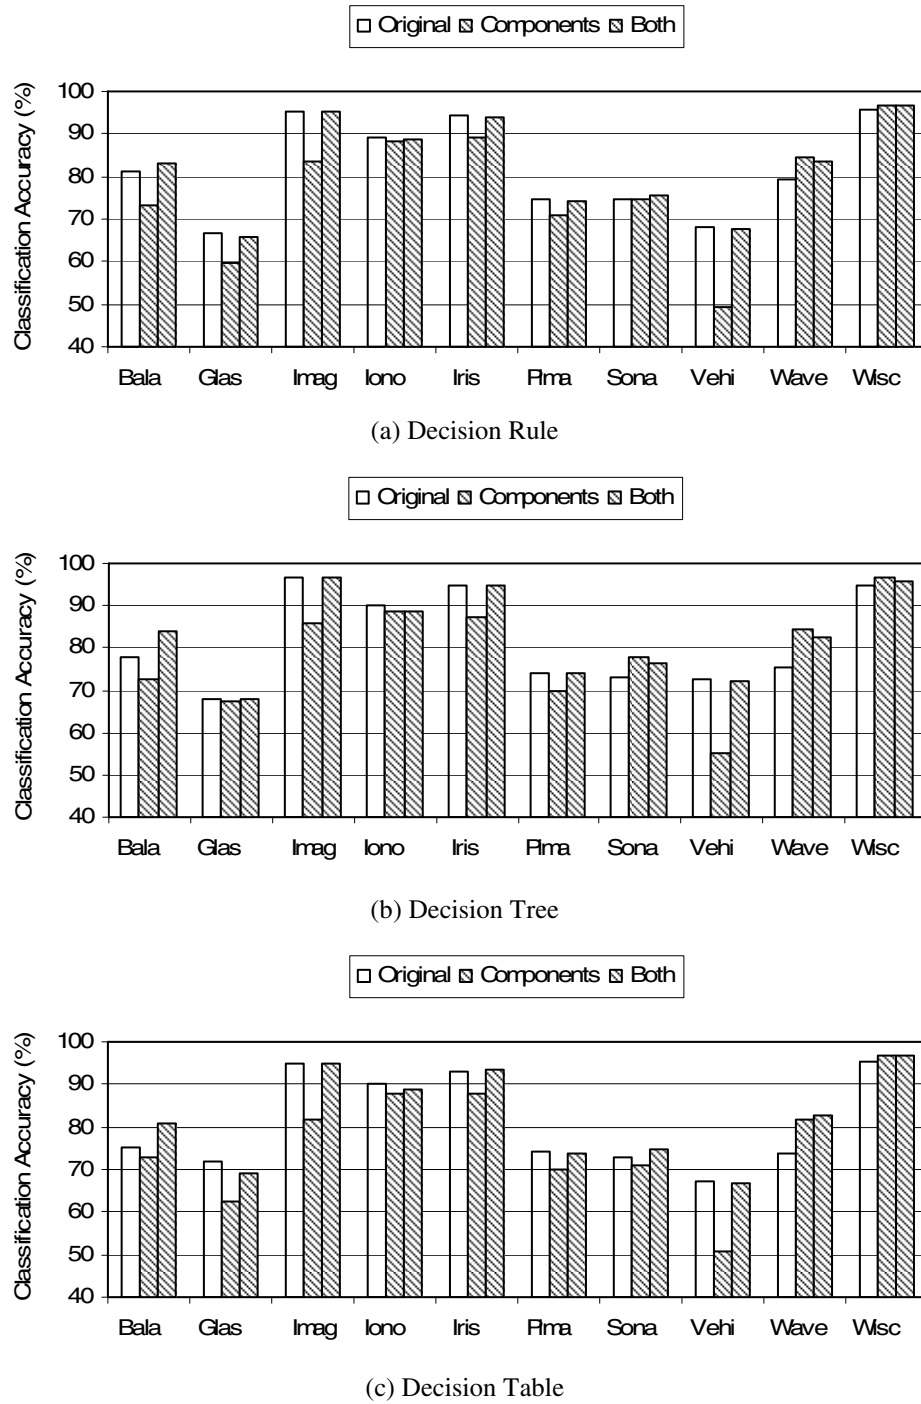 Original Components Both
Classification Accuracy (%)
100
90
80
70
60
50
40
Bala Glas Imag Iono Iris Pima Sona Vehi Wave Wisc
(a) Decision Rule
Original Components Both
Classification Accuracy (%)
100
90
80
70
60
50
40
Bala Glas Imag Iono Iris Pima Sona Vehi Wave Wisc
(b) Decision Tree
Original Components Both
Classification Accuracy (%)
100
90
80
70
60
50
40
Bala Glas Imag Iono Iris Pima Sona Vehi Wave Wisc
(c) Decision Table